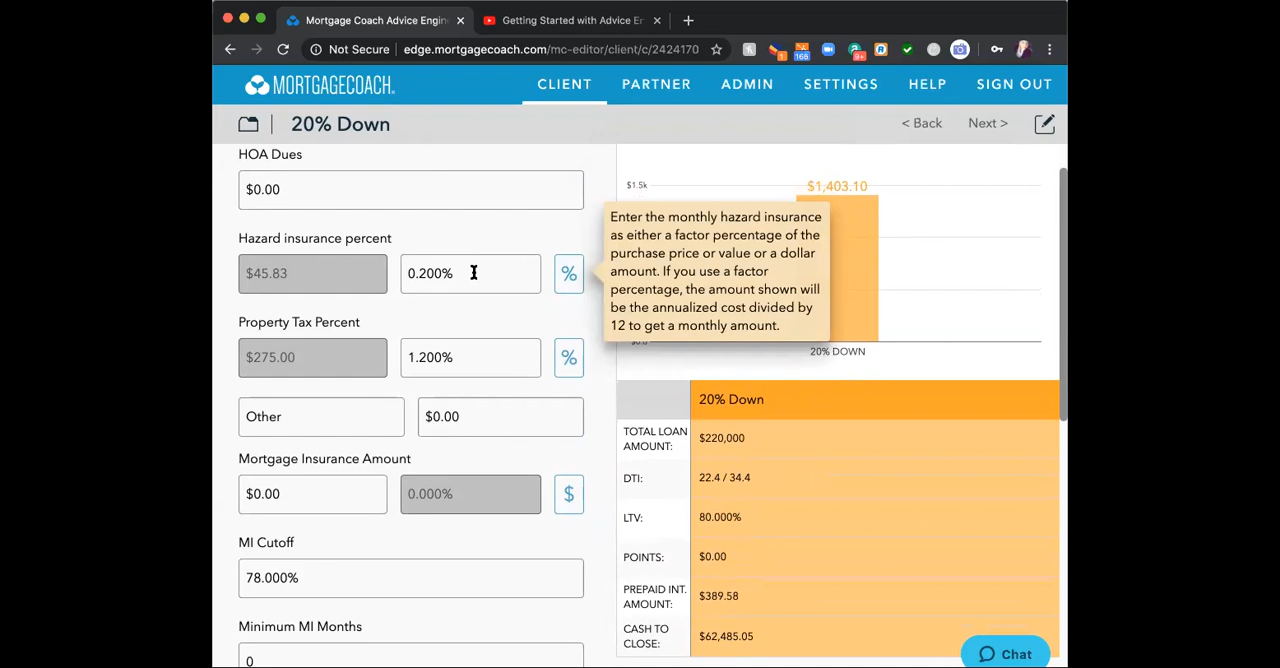 Mortgage Coach Advice Engin
Getting Started with Advice Er
Not Secure
edge.mortgagecoach.com/mc-editor/client/c/2424170
1
166
9+
MORTGAGECOACH.
CLIENT
PARTNER
ADMIN
SETTINGS
HELP
SIGN OUT
20% Down
< Back
Next >
HOA Dues
$0.00
Hazard insurance percent
$45.83
0.200%
%
Property Tax Percent
$275.00
1.200%
%
Other
$0.00
Mortgage Insurance Amount
$0.00
0.000%
$
MI Cutoff
78.000%
Minimum MI Months
0
$1.5k
$1,403.10
Enter the monthly hazard insurance
as either a factor percentage of the
purchase price or value or a dollar
amount. If you use a factor
percentage, the amount shown will
be the annualized cost divided by
12 to get a monthly amount.
20% DOWN
20% Down
TOTAL LOAN
AMOUNT:
$220,000
DTI:
22.4 / 34.4
LTV:
80.000%
POINTS:
$0.00
PREPAID INT.
AMOUNT:
$389.58
CASH TO
CLOSE:
$62,485.05
Chat